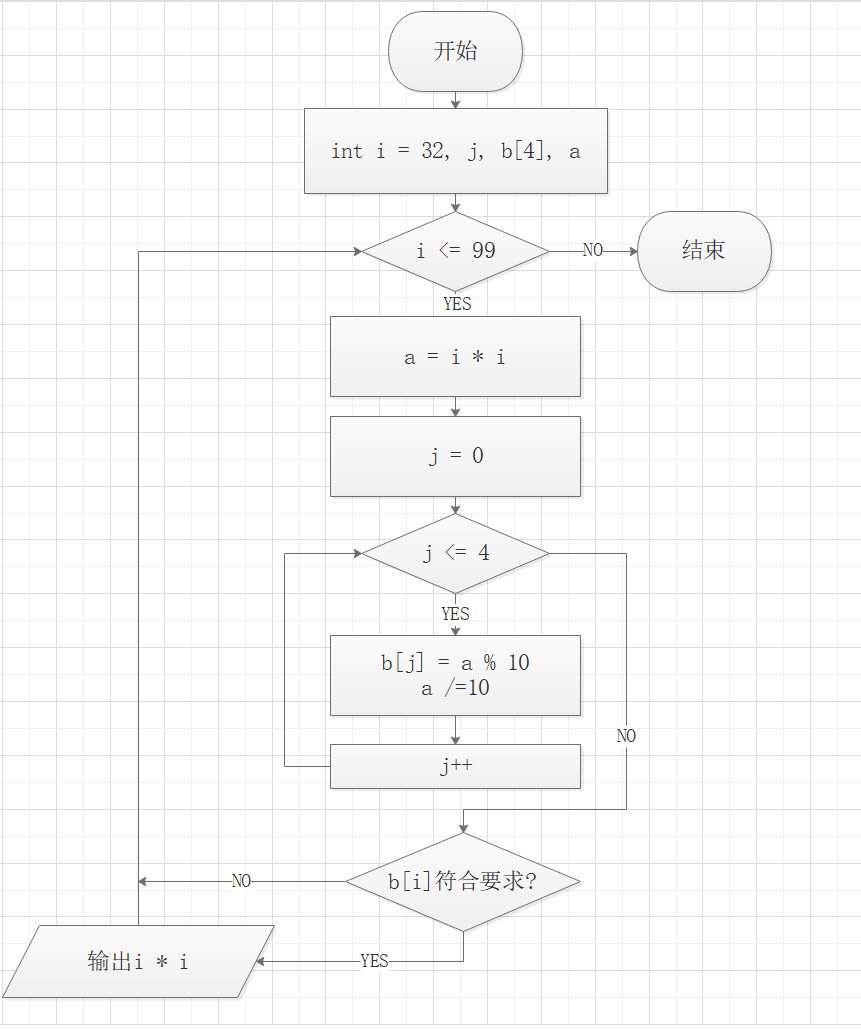 开始
int i = 32, j, b[4], a
i <= 99
NO
结束
YES
a = i * i
j = 0
j <= 4
YES
b[j] = a % 10
a /=10
NO
j++
b[i]符合要求?
NO
输出i * i
YES